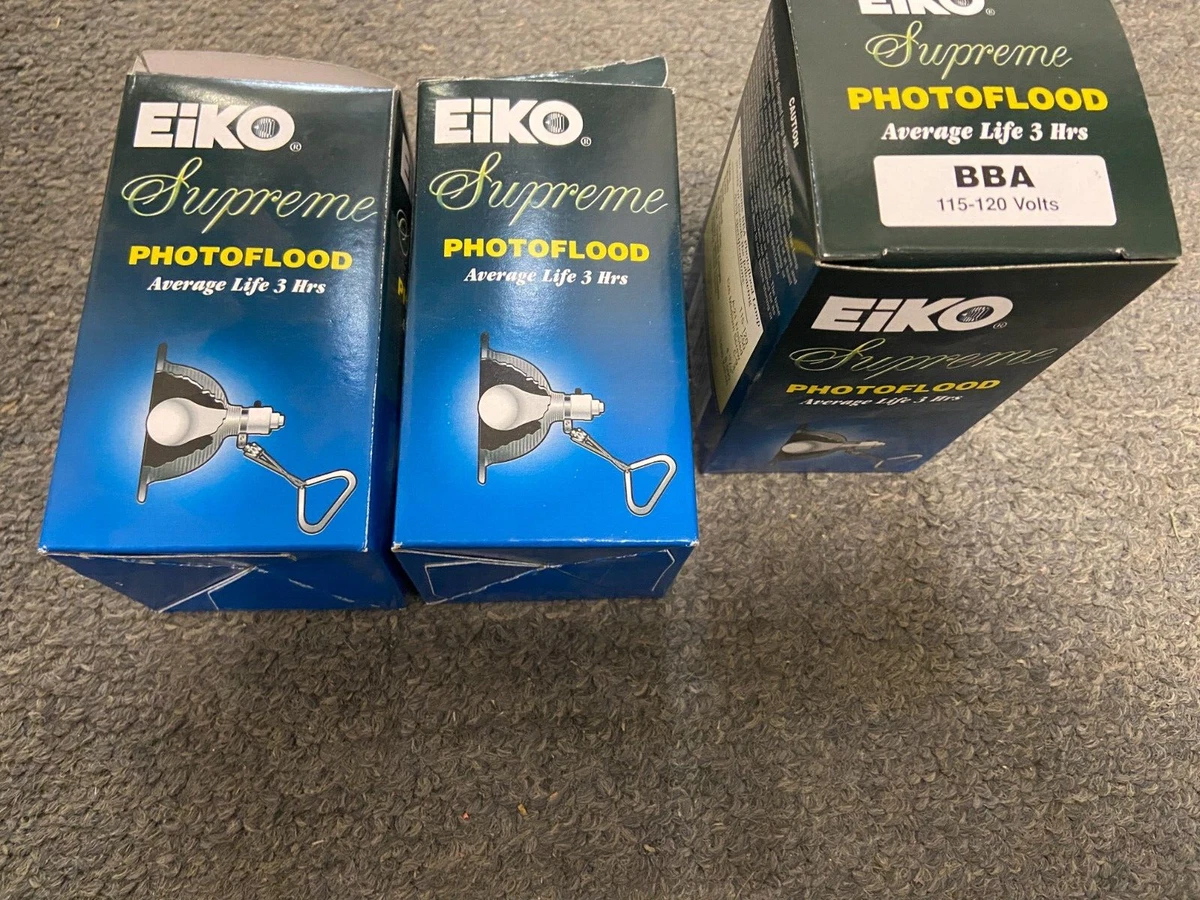 EiKO®
Supreme
PHOTOFLOOD
Average Life 3 Hrs
EiKO®
Supreme
PHOTOFLOOD
Average Life 3 Hrs
EiKO®
Supreme
PHOTOFLOOD
Average Life 3 Hrs
BBA
115-120 Volts
CAUTION
EiKO®
Supreme
PHOTOFLOOD
Average Life 3 Hrs